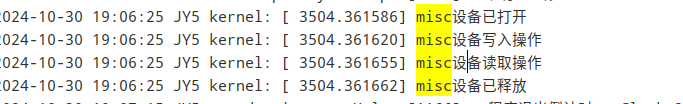 2024-10-30 19:06:25 JY5 kernel: [ 3504.361586] misc设备已打开
2024-10-30 19:06:25 JY5 kernel: [ 3504.361620] misc设备写入操作
2024-10-30 19:06:25 JY5 kernel: [ 3504.361655] misc设备读取操作
2024-10-30 19:06:25 JY5 kernel: [ 3504.361662] misc设备已释放